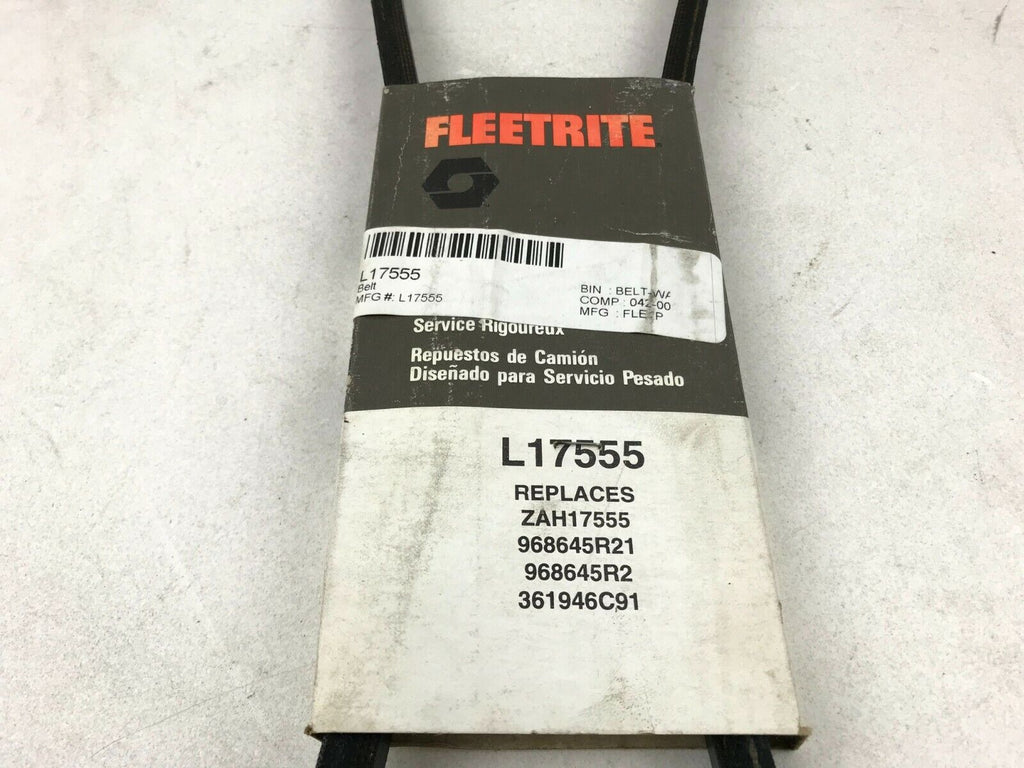 FLEETRITE
L17555
Belt
MFG #: L17555
BIN : BELT-WA
COMP : 042-00
MFG : FLE
Service Rigoureux
Repuestos de Camión
Diseñado para Servicio Pesado
L17555
REPLACES
ZAH17555
968645R21
968645R2
361946C91